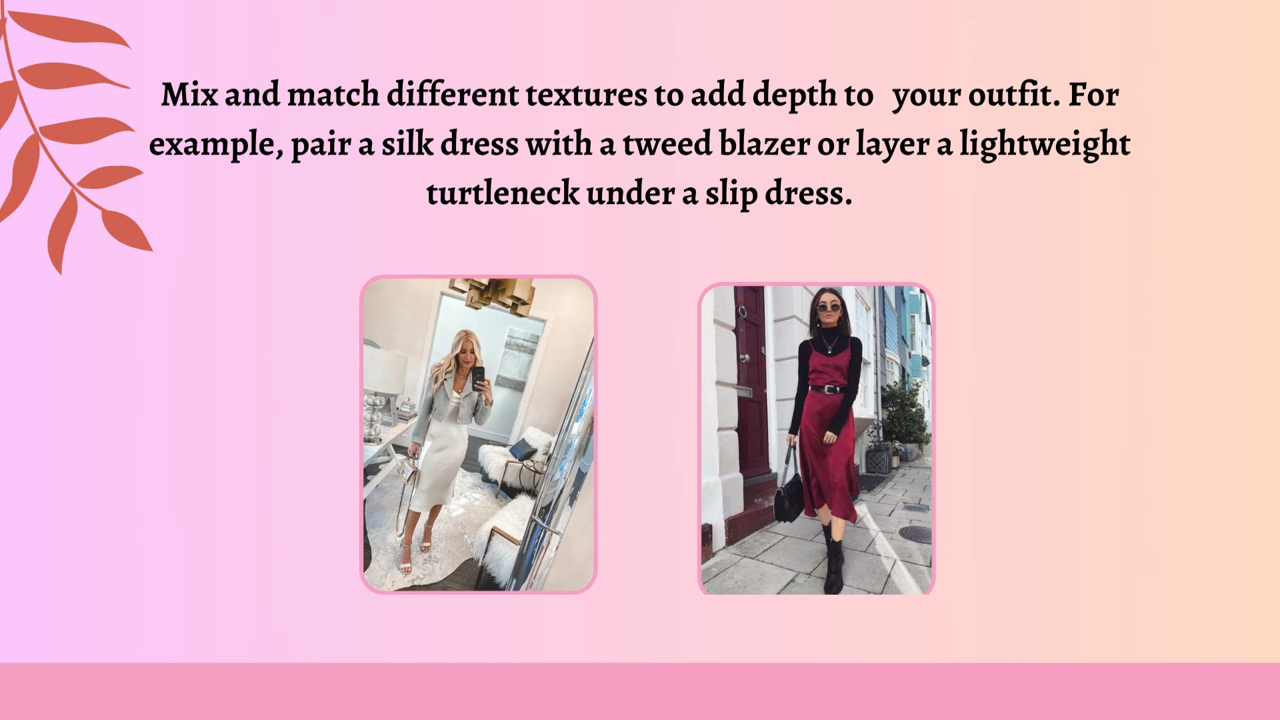 Mix and match different textures to add depth to your outfit. For
example, pair a silk dress with a tweed blazer or layer a lightweight
turtleneck under a slip dress.